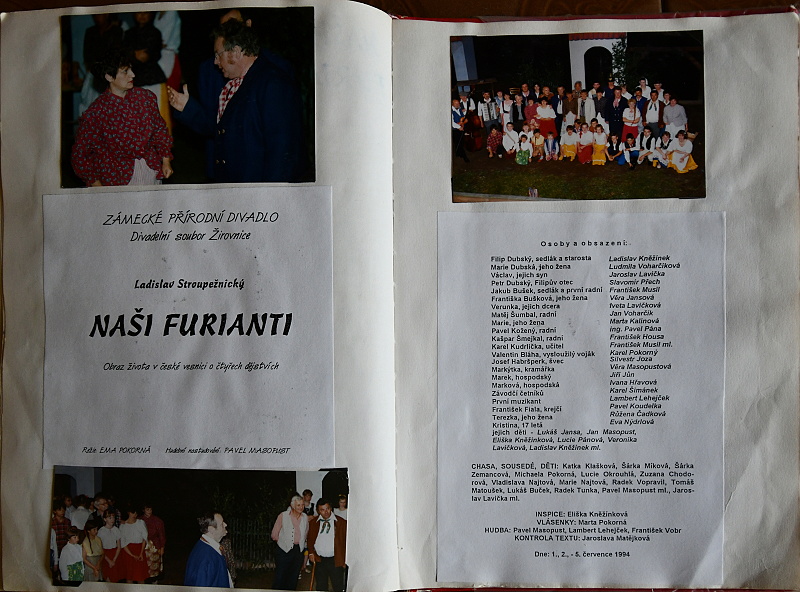 ZÁMECKÉ PŘÍRODNÍ DIVADLO
Divadelní soubor Žirovnice
Ladislav Stroupežnický
NAŠI FURIANTI
Obraz života v české vesnici o čtyřech dějstvích
Režie EMA POKORNÁ Hudební nastudování PAVEL MASOPUST
Osoby a obsazení:
Filip Dubský, sedlák a starosta Ladislav Kněžínek
Marie Dubská, jeho žena Ludmila Voharčíková
Václav, jejich syn Jaroslav Lavička
Petr Dubský, Filipův otec Slavomír Přech
Jakub Bušek, sedlák a první radní František Musil
Františka Bušková, jeho žena Věra Jansová
Verunka, jejich dcera Iveta Lavičková
Matěj Šumbal, radní Jan Voharčík
Marie, jeho žena Marta Kalinová
Pavel Kožený, radní ing. Pavel Pána
Kašpar Šmejkal, radní František Housa
Karel Kudrlička, učitel František Musil ml.
Valentin Bláha, vysloužilý voják Karel Pokorný
Josef Habršperk, švec Silvestr Joza
Markýtka, kramářka Věra Masopustová
Marek, hospodský Jiří Jůn
Marková, hospodská Ivana Hřavová
Závodčí četníků Karel Šimánek
První muzikant Lambert Lehejček
František Fiala, krejčí Pavel Koudelka
Terezka, jeho žena Růžena Čadková
Kristina, 17 letá Eva Nýdrlová
jejich děti - Lukáš Jansa, Jan Masopust,
Eliška Kněžínková, Lucie Pánová, Veronika
Lavičková, Ladislav Kněžínek ml.
CHASA, SOUSEDÉ, DĚTI: Katka Klašková, Šárka Míková, Šárka
Zemancová, Michaela Pokorná, Lucie Okrouhlá, Zuzana Chodo-
rová, Vladislava Najtová, Marie Najtová, Radek Vopravil, Tomáš
Matoušek, Lukáš Buček, Radek Tunka, Pavel Masopust ml., Jaros-
lav Lavička ml.
INSPICE: Eliška Kněžínková
VLÁSENKY: Marta Pokorná
HUDBA: Pavel Masopust, Lambert Lehejček, František Vobr
KONTROLA TEXTU: Jaroslava Matějková
Dne: 1., 2., - 5. července 1994